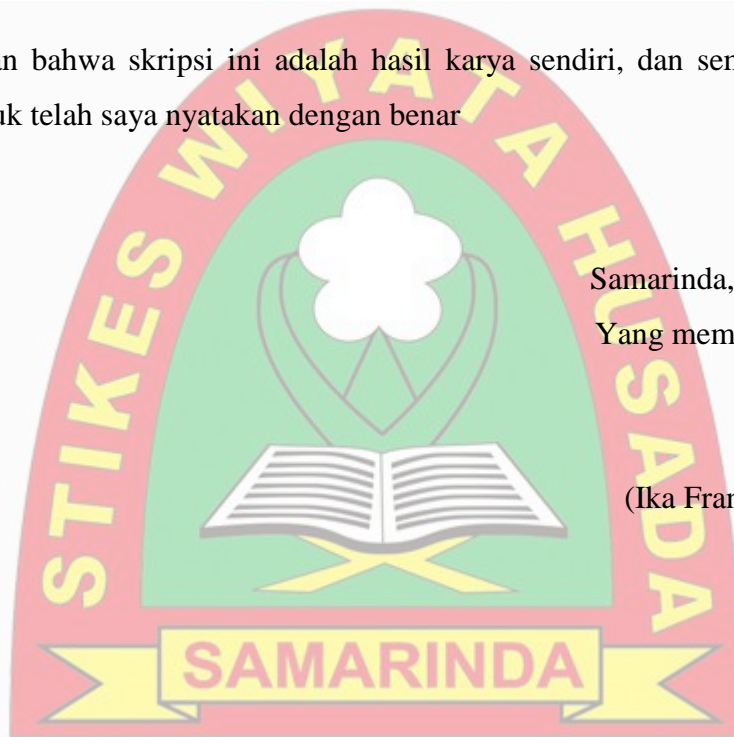 an bahwa skripsi ini adalah hasil karya sendiri, dan sem
uk telah saya nyatakan dengan benar
Samarinda,
Yang mem
(Ika Fran
STIKES WIYATA HUSADA
SAMARINDA